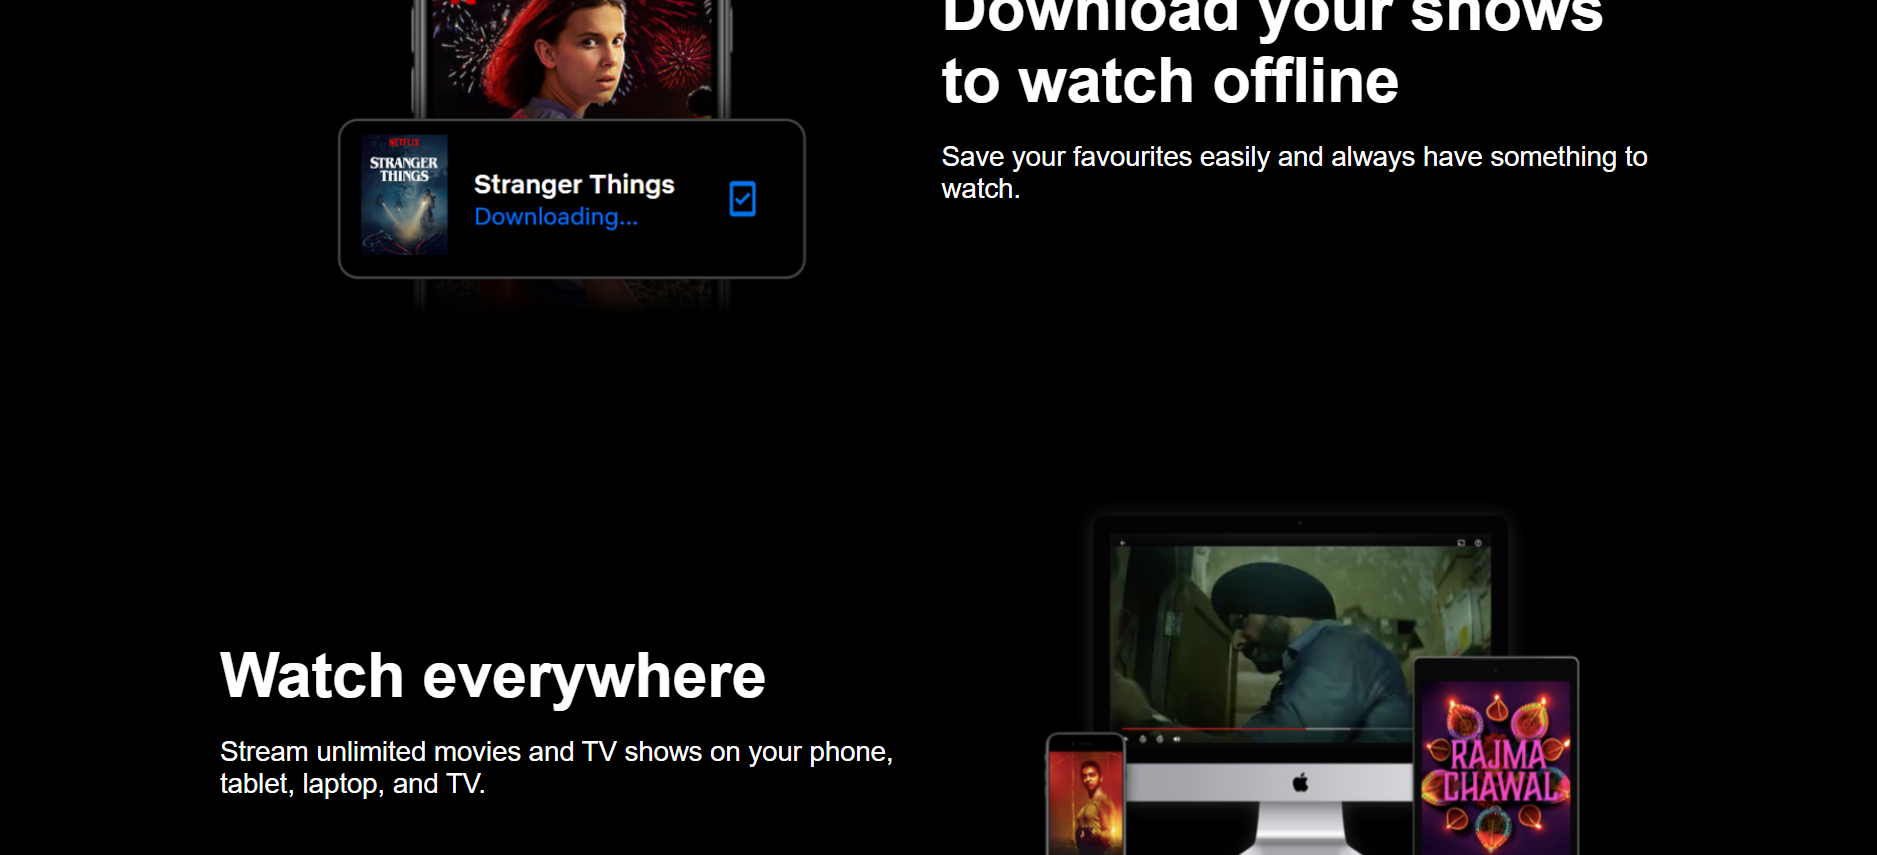 Download your shows
to watch offline
Save your favourites easily and always have something to
watch.
NETFLIX
STRANGER
THINGS
Stranger Things
Downloading...
Watch everywhere
Stream unlimited movies and TV shows on your phone,
tablet, laptop, and TV.
RAJMA
CHAWAL